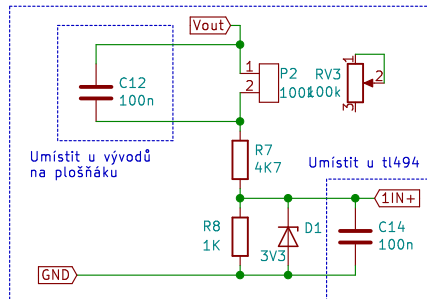 Vout
1
2
P2
100k
RV3
100k
1
2
3
C12
100n
Umístit u vývodů
na plošňáku
R7
4K7
Umístit u tl494
1IN+
R8
1K
D1
3V3
C14
100n
GND